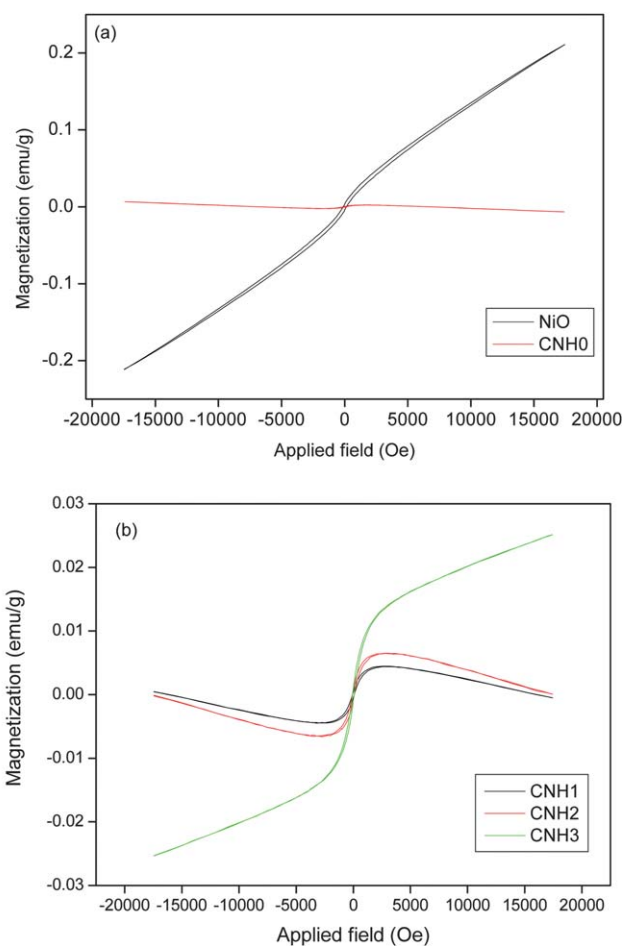 (a)
0.2
0.1
0.0
-0.1
-0.2
Magnetization (emu/g)
NiO
CNH0
-20000 -15000 -10000 -5000 0 5000 10000 15000 20000
Applied field (Oe)
(b)
0.03
0.02
0.01
0.00
-0.01
-0.02
-0.03
Magnetization (emu/g)
CNH1
CNH2
CNH3
-20000 -15000 -10000 -5000 0 5000 10000 15000 20000
Applied field (Oe)